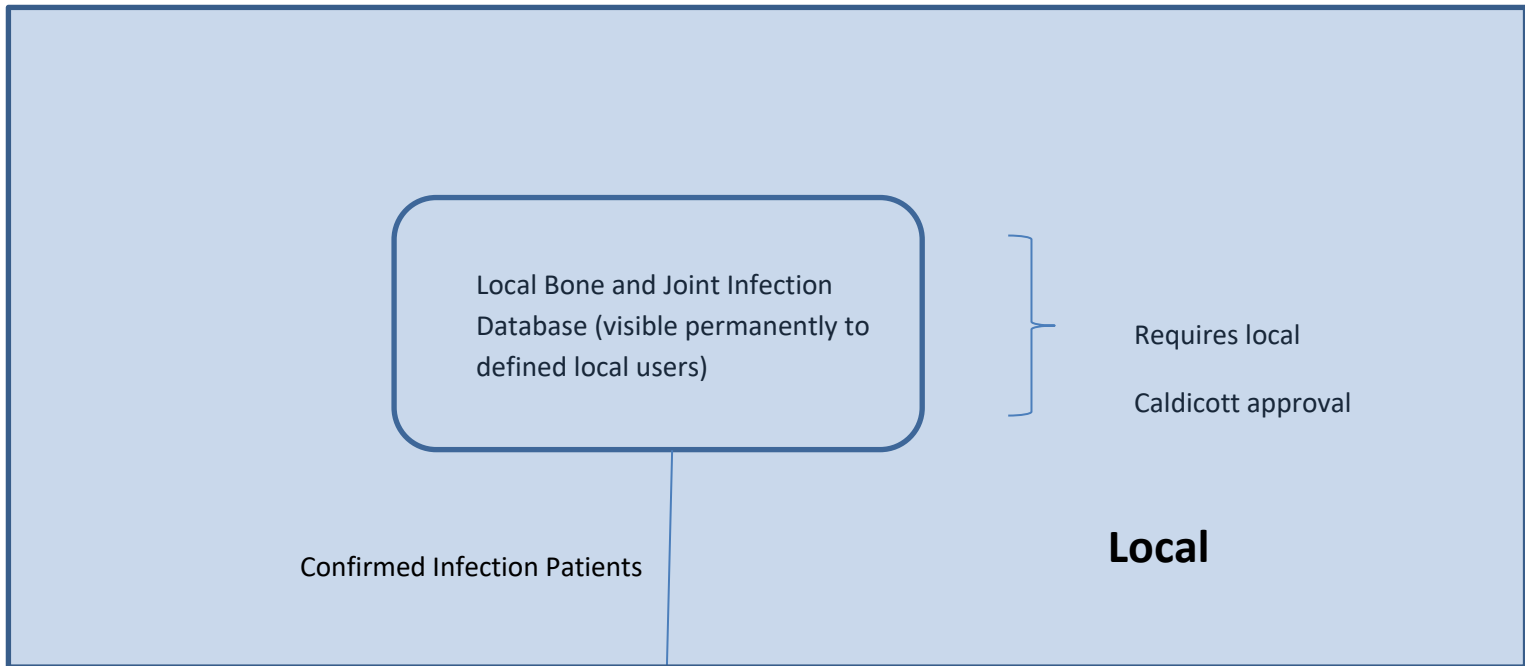 Local Bone and Joint Infection
Database (visible permanently to
defined local users)
Requires local
Caldicott approval
Local
Confirmed Infection Patients